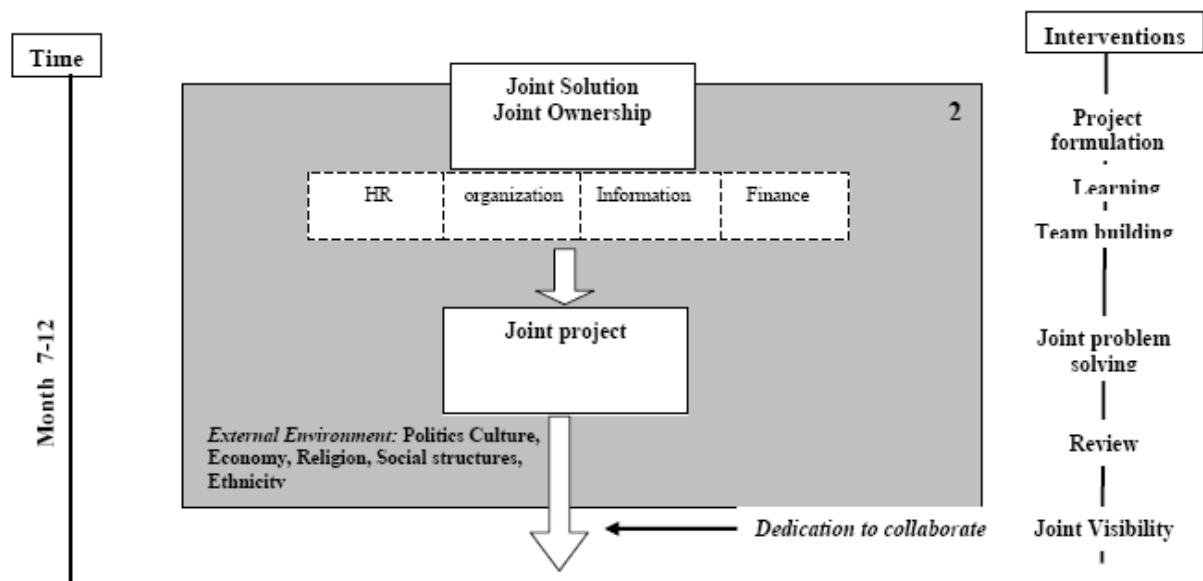 Time
Interventions
Joint Solution
Joint Ownership
2
Project
formulation
HR
organization
Information
Finance
Learning
Team building
Joint project
Joint problem
solving
Month 7-12
External Environment: Politics Culture,
Economy, Religion, Social structures,
Ethnicity
Review
Dedication to collaborate
Joint Visibility